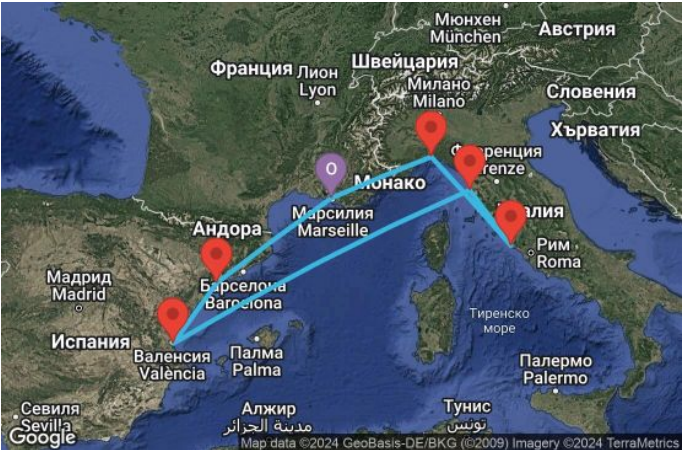 Мюнхен
München
Австрия
Швейцария
Франция
Лион
Lyon
Милано
Milano
Словения
Хърватия
Флоренция
Firenze
Монако
Италия
Марсилия
Marseille
O
Андора
Рим
Roma
Барселона
Barcelona
Мадрид
Madrid
Тиренско
море
Испания
Валенсия
València
Палма
Palma
Палермо
Palermo
Севиля
Sevilla
Алжир
مدينة الجزائر
Тунис
تونس
Google
Map data ©2024 GeoBasis-DE/BKG (©2009) Imagery ©2024 TerraMetrics